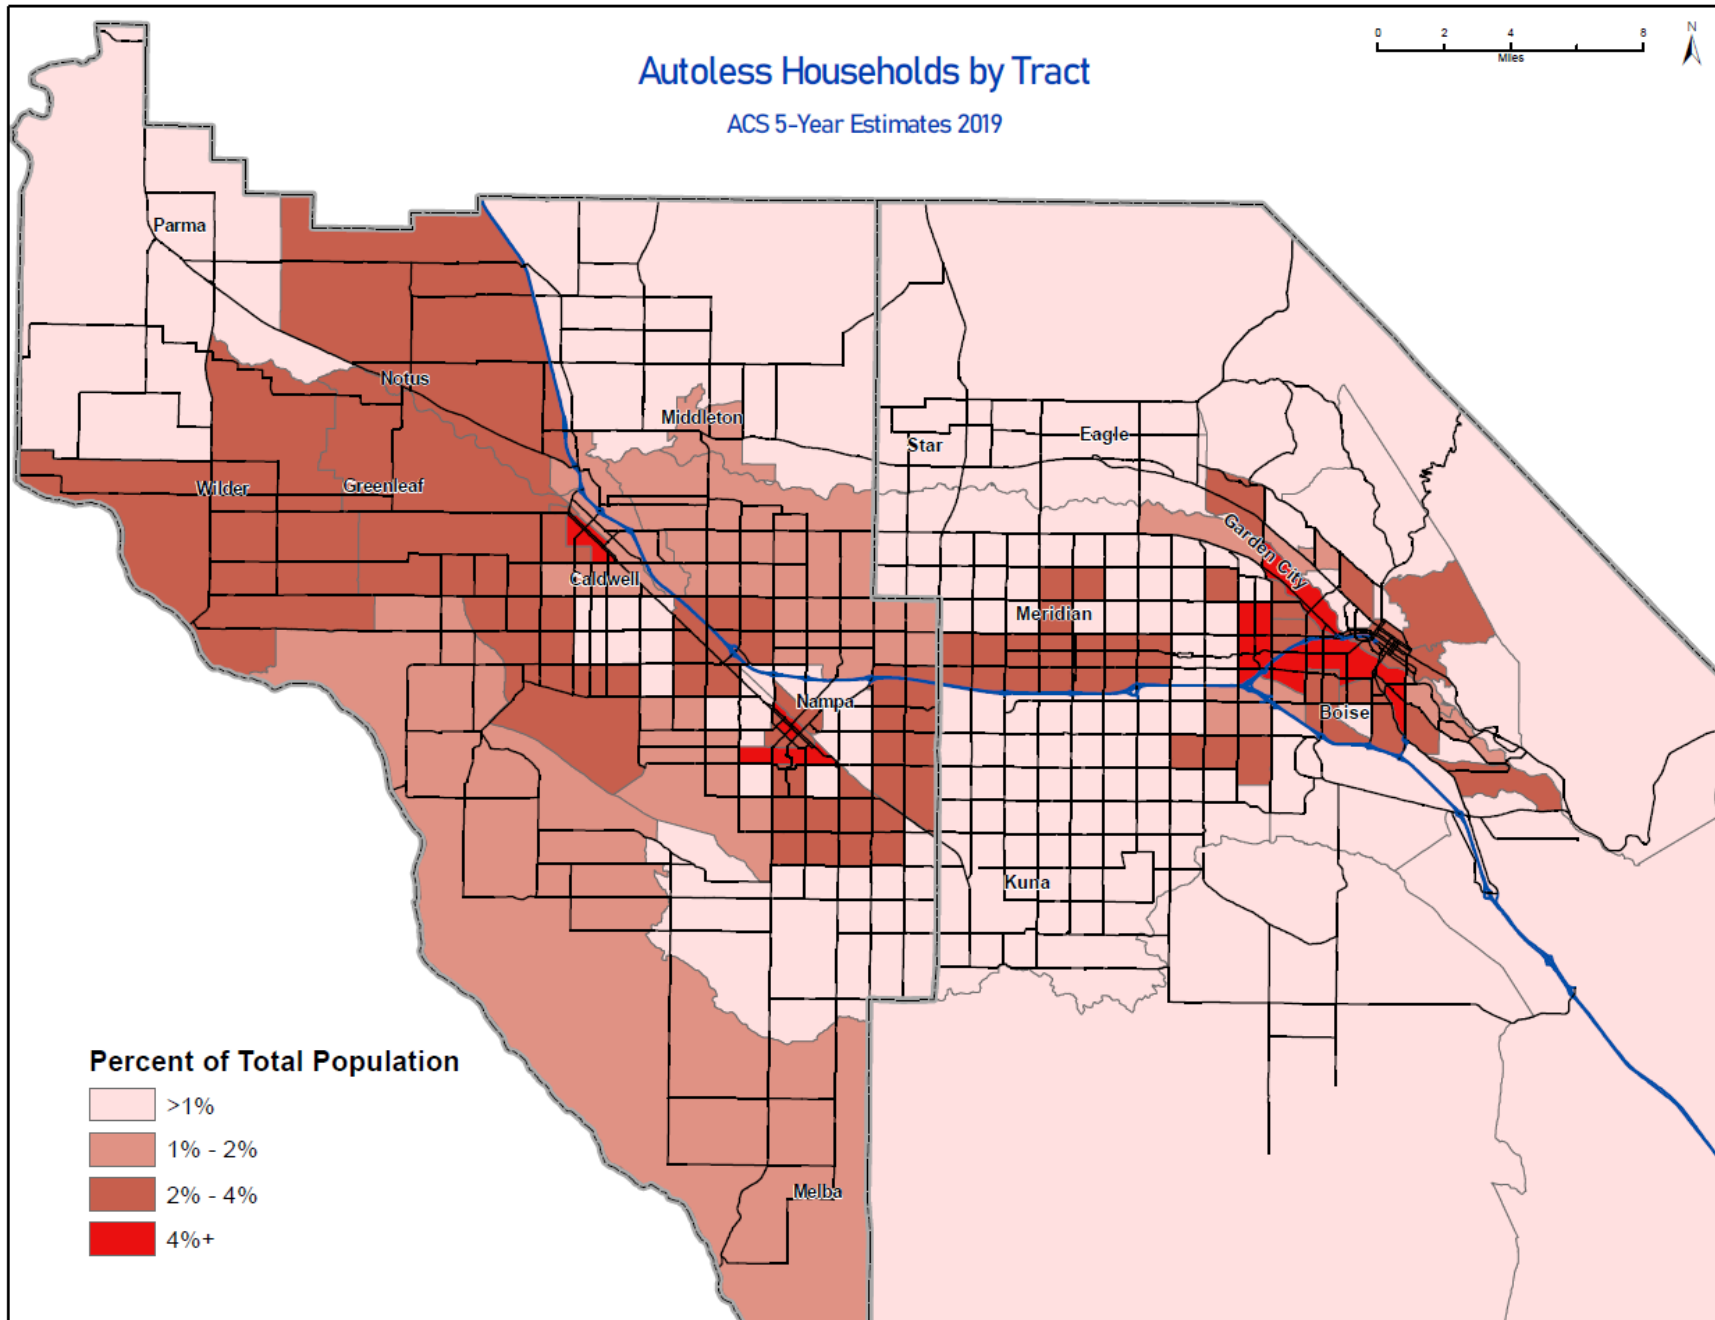 Autoless Households by Tract
ACS 5-Year Estimates 2019
0 2 4 8
Miles
N
Parma
Notus
Middleton
Star
Eagle
Wilder
Greenleaf
Garden City
Caldwell
Meridian
Nampa
Boise
Kuna
Melba
Percent of Total Population
>1%
1% - 2%
2% - 4%
4%+